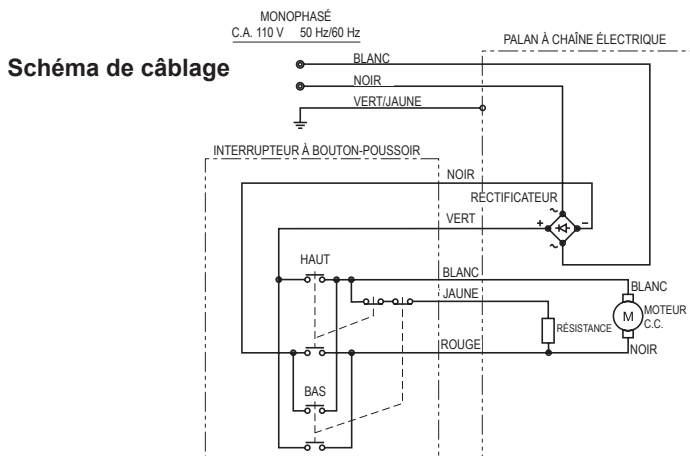 MONOPHASÉ
C.A. 110 V 50 Hz/60 Hz
PALAN À CHAÎNE ÉLECTRIQUE
Schéma de câblage
BLANC
NOIR
VERT/JAUNE
INTERRUPTEUR À BOUTON-POUSSOIR
NOIR
RECTIFICATEUR
~
VERT
+
–
~
HAUT
BLANC
BLANC
JAUNE
M
MOTEUR
C.C.
RÉSISTANCE
ROUGE
NOIR
BAS